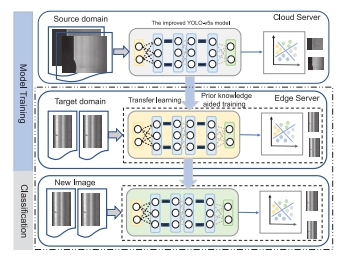 Source domain
The improved YOLO-v5s model
Cloud Server
Model Training
Target domain
Transfer learning
Prior knowledge
aided training
Edge Server
Classification
New Image